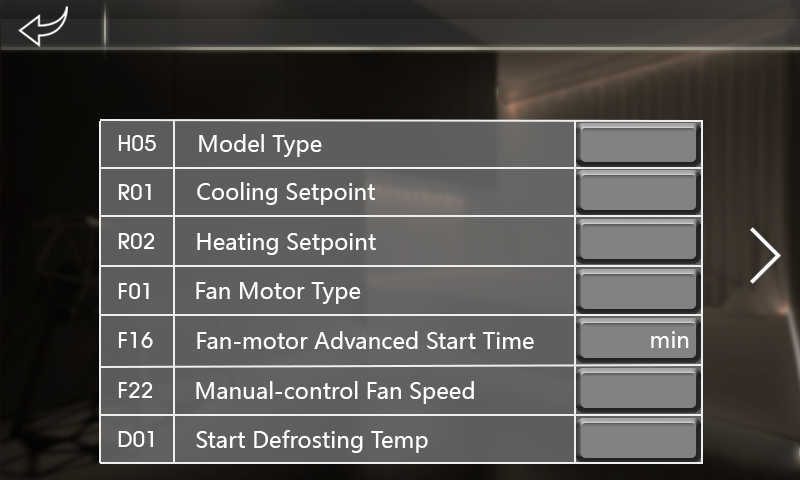 H05 Model Type
R01 Cooling Setpoint
R02 Heating Setpoint
F01 Fan Motor Type
F16 Fan-motor Advanced Start Time min
F22 Manual-control Fan Speed
D01 Start Defrosting Temp